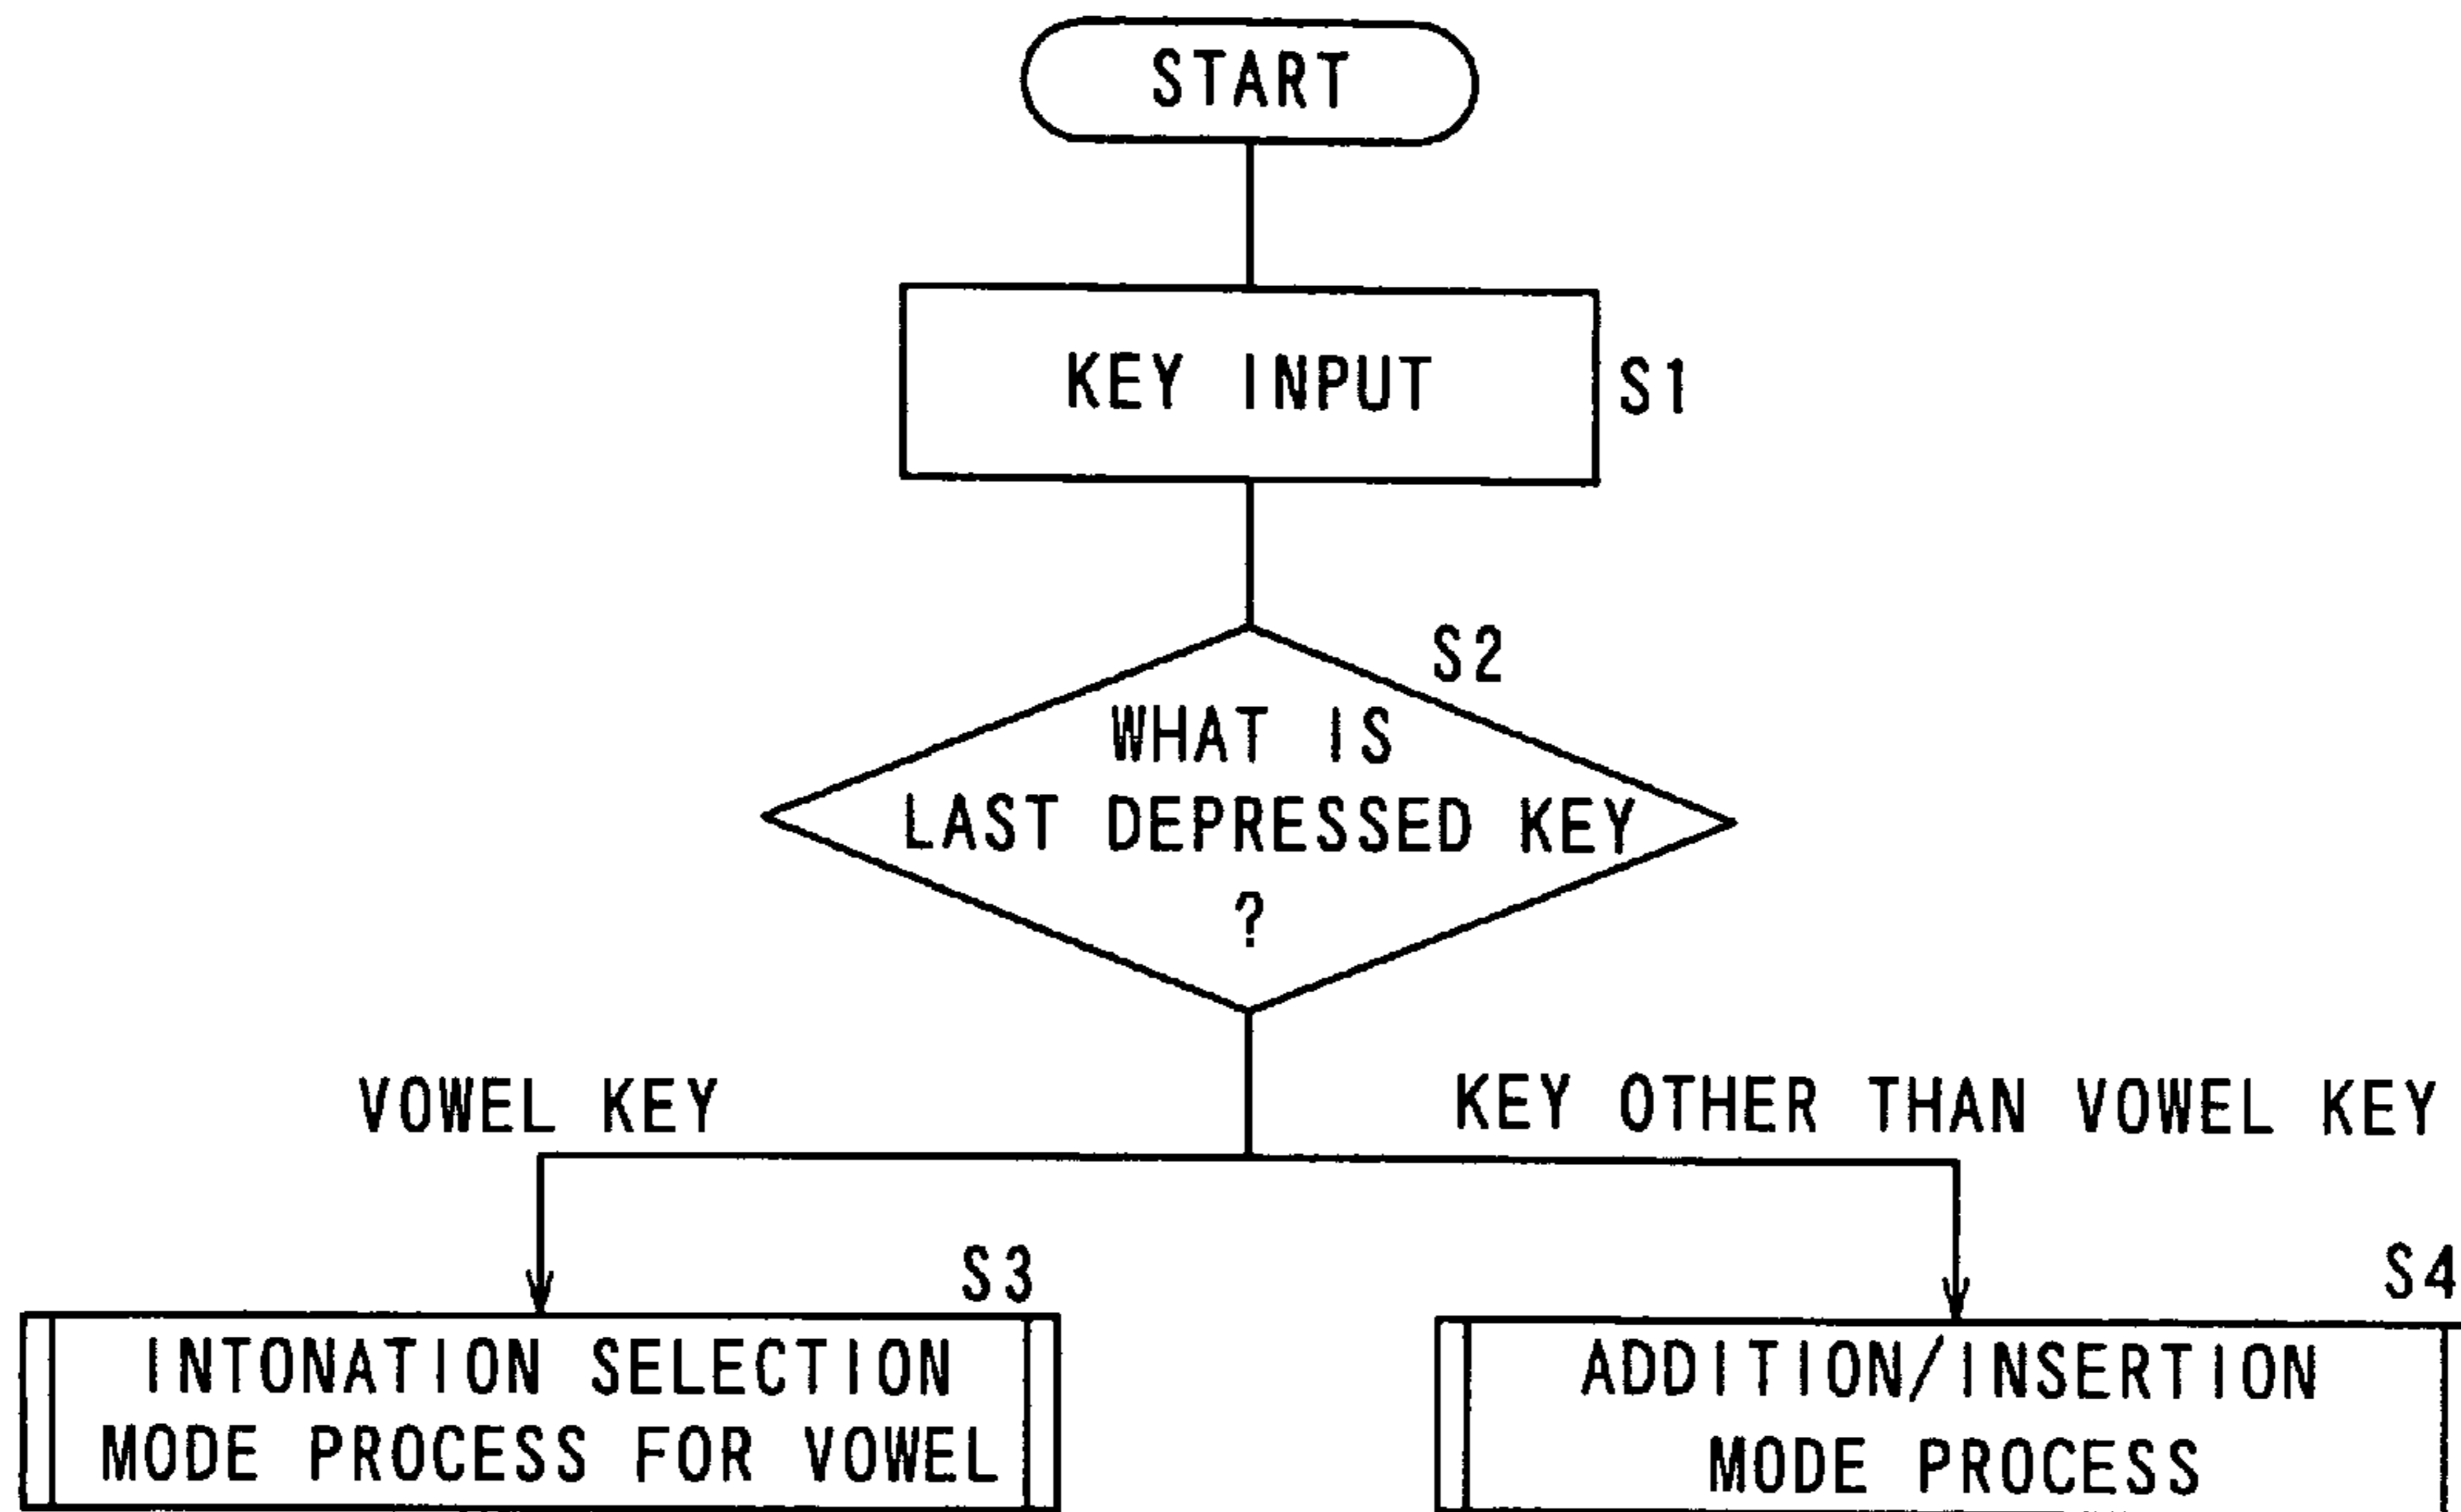 START
KEY INPUT
S1
S2
WHAT IS
LAST DEPRESSED KEY
?
VOWEL KEY
KEY OTHER THAN VOWEL KEY
S3
INTONATION SELECTION
MODE PROCESS FOR VOWEL
S4
ADDITION/INSERTION
MODE PROCESS